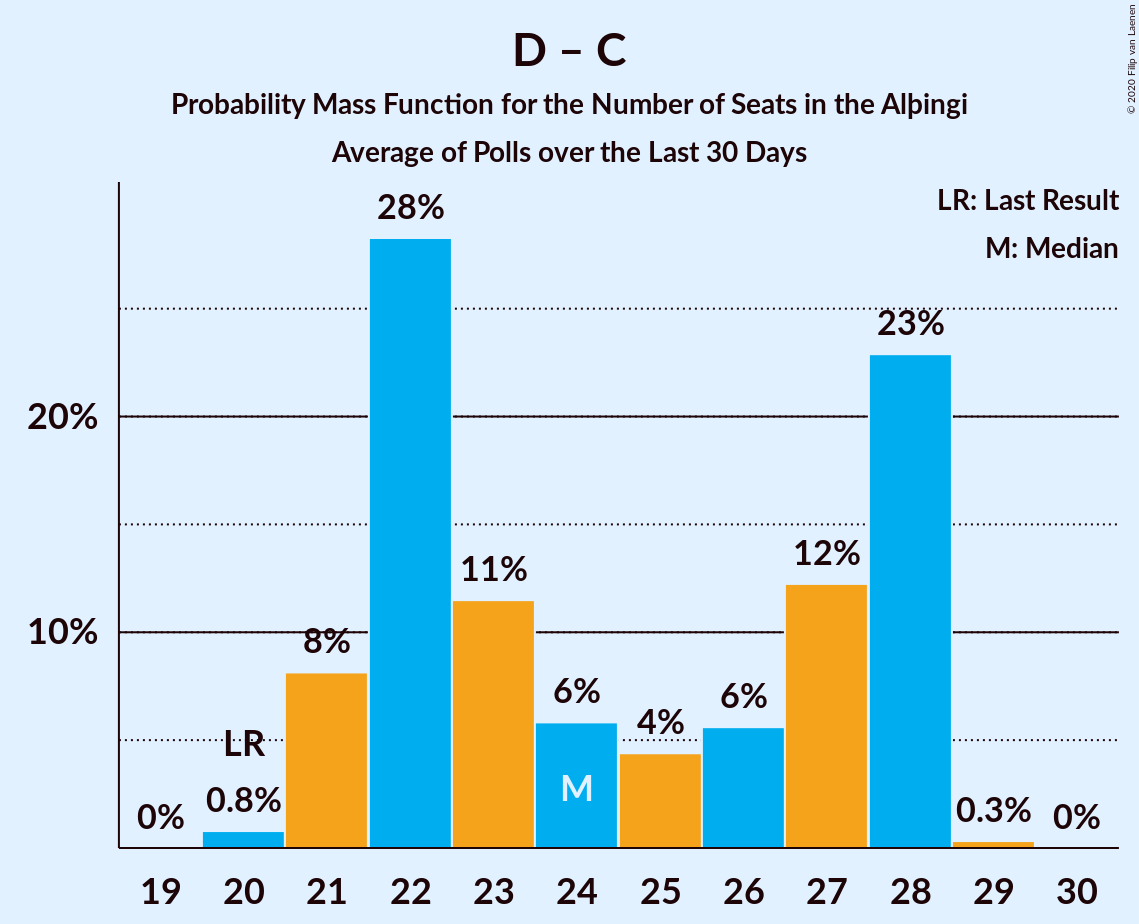 D – C
Probability Mass Function for the Number of Seats in the Alþingi
Average of Polls over the Last 30 Days
© 2020 Filip van Laenen
LR: Last Result
M: Median
28%
23%
20%
12%
11%
10%
8%
6%
6%
4%
LR
M
0.8%
0.3%
0%
0%
19 20 21 22 23 24 25 26 27 28 29 30